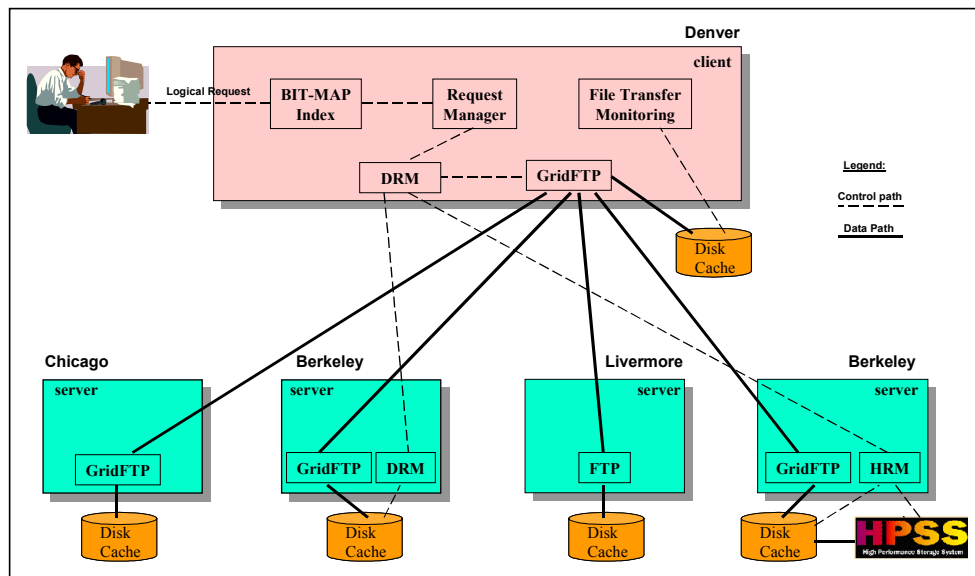 Denver
client
Logical Request
BIT-MAP
Index
Request
Manager
File Transfer
Monitoring
DRM
GridFTP
Legend:
Control path
Data Path
Disk
Cache
Chicago
server
GridFTP
Disk
Cache
Berkeley
server
GridFTP
DRM
Disk
Cache
Livermore
server
FTP
Disk
Cache
Berkeley
server
GridFTP
HRM
Disk
Cache
HPSS
High Performance Storage System